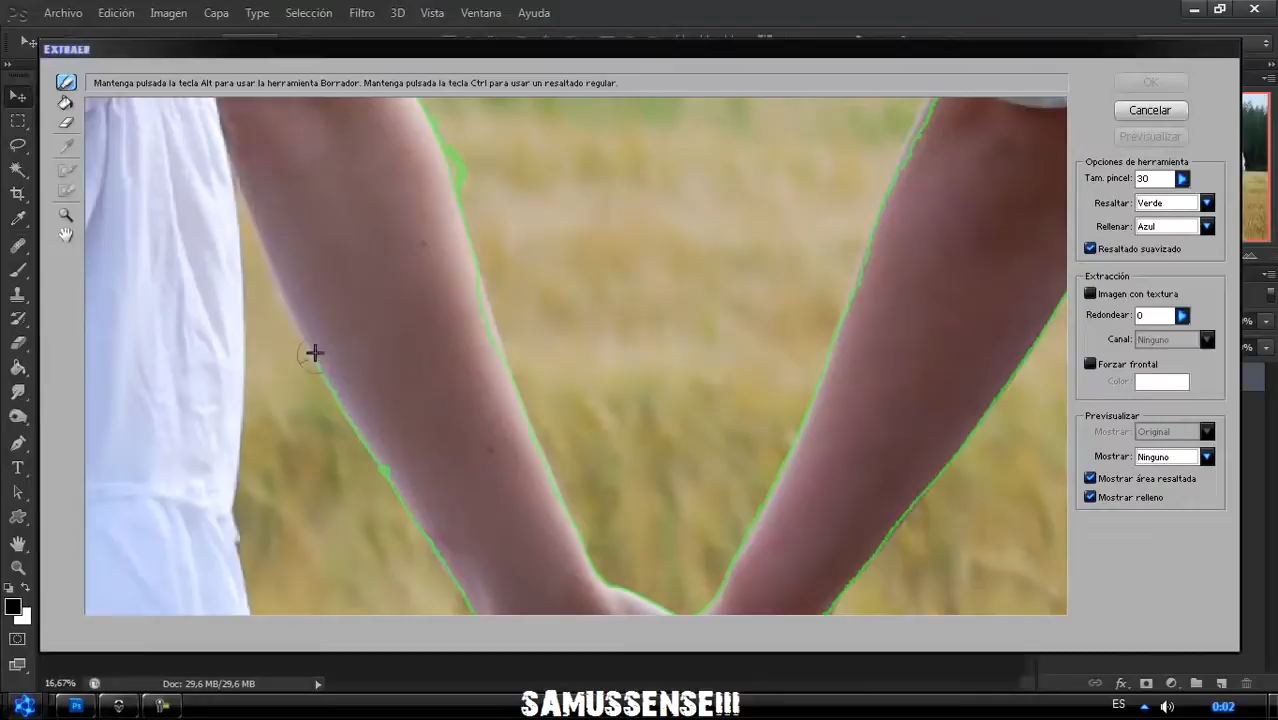 Ps Archivo Edición Imagen Capa Type Selección Filtro 3D Vista Ventana Ayuda
EXTRAER
Mantenga pulsada la tecla Alt para usar la herramienta Borrador. Mantenga pulsada la tecla Ctrl para usar un resaltado regular.
OK
Cancelar
Previsualizar
Opciones de herramienta
Tam. pincel: 30
Resaltar: Verde
Rellenar: Azul
Resaltado suavizado
Extracción
Imagen con textura
Redondear: 0
Canal: Ninguno
Forzar frontal
Color:
Previsualizar
Mostrar: Original
Mostrar: Ninguno
Mostrar área resaltada
Mostrar relleno
16,67% Doc: 29,6 MB/29,6 MB
fx
Ps SAMUSSENSE!!! ES 0:02